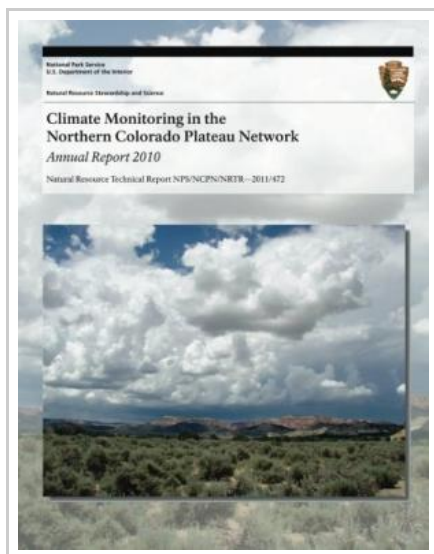 National Park Service
U.S. Department of the Interior
Natural Resource Stewardship and Science
Climate Monitoring in the
Northern Colorado Plateau Network
Annual Report 2010
Natural Resource Technical Report NPS/NCPN/NRTR—2011/472